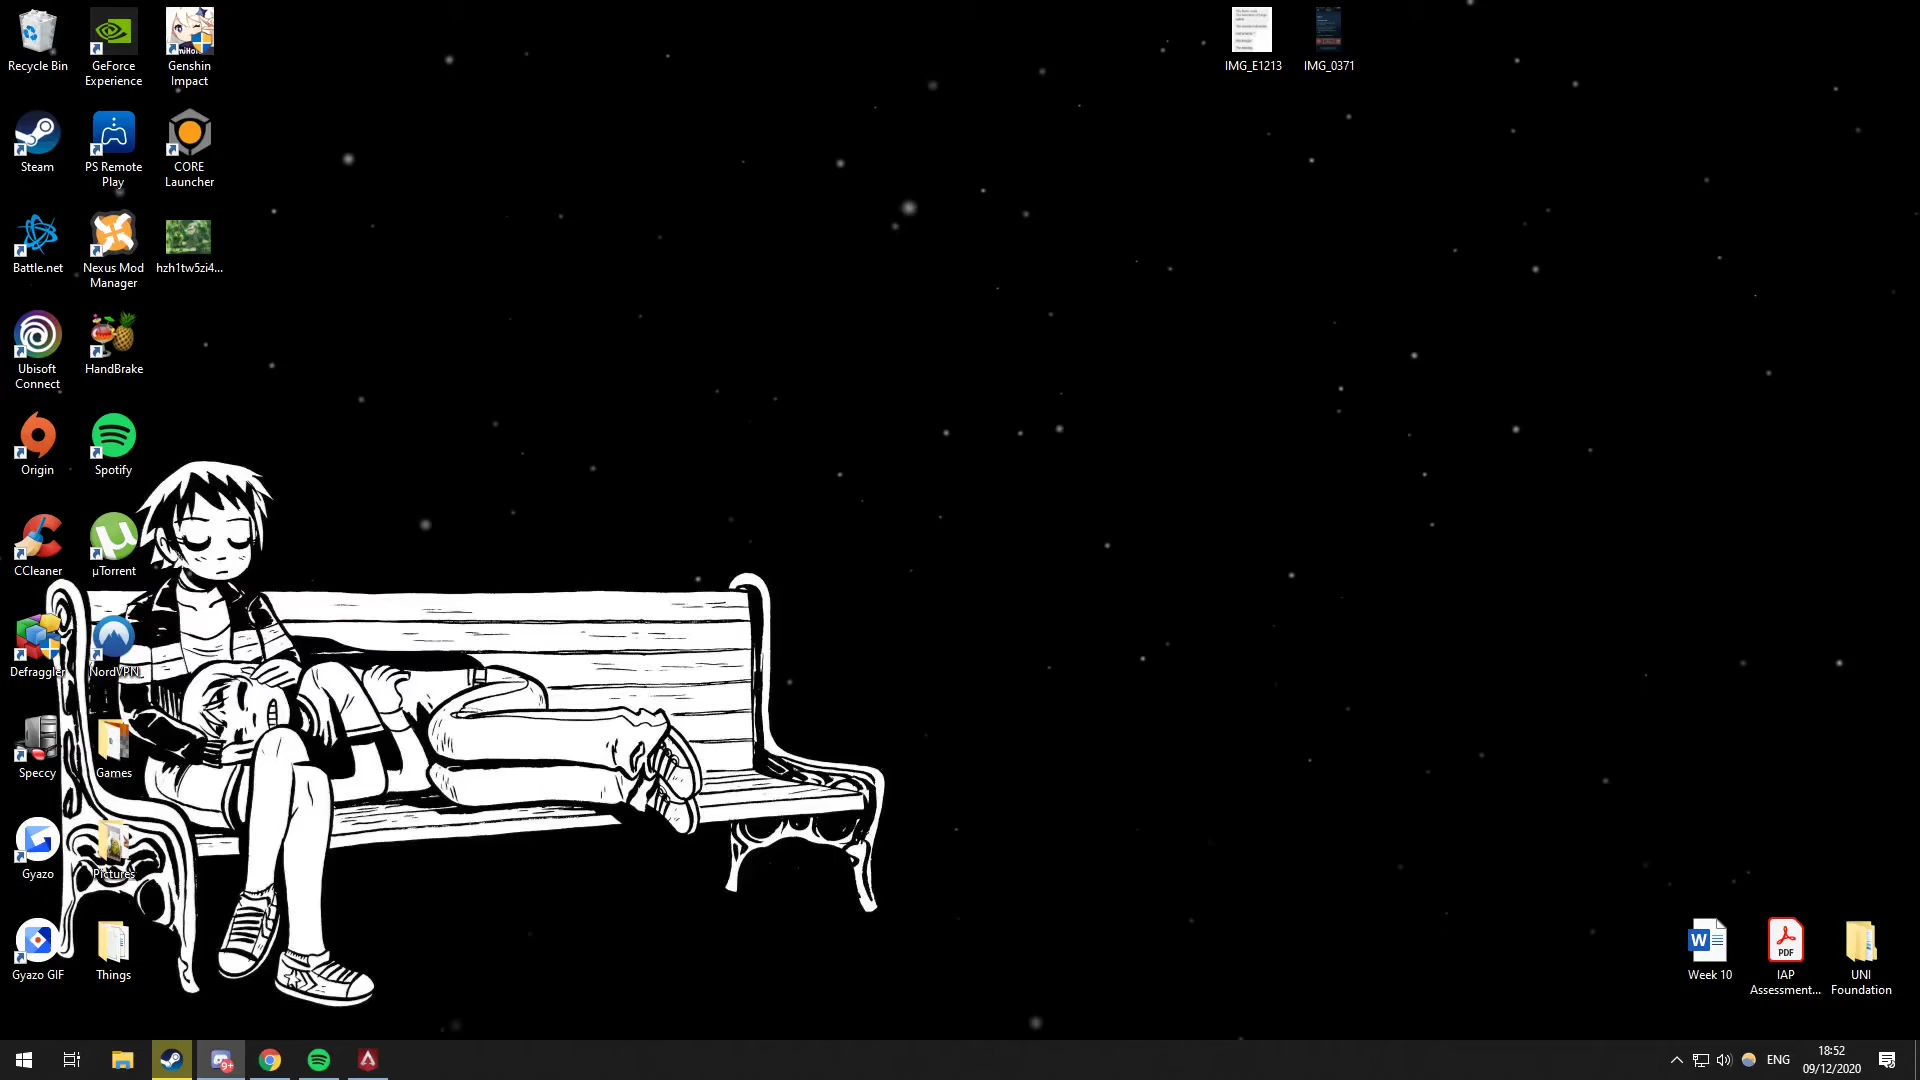 Recycle Bin
GeForce
Experience
Genshin
Impact
Steam
PS Remote
Play
CORE
Launcher
Battle.net
Nexus Mod
Manager
hzh1tw5zi4...
Ubisoft
Connect
HandBrake
Origin
Spotify
CCleaner
µTorrent
Defraggler
NordVPN
Speccy
Games
Gyazo
Pictures
Gyazo GIF
Things
IMG_E1213
IMG_0371
Week 10
IAP
Assessment...
UNI
Foundation
PDF
W
9+
ENG
18:52
09/12/2020